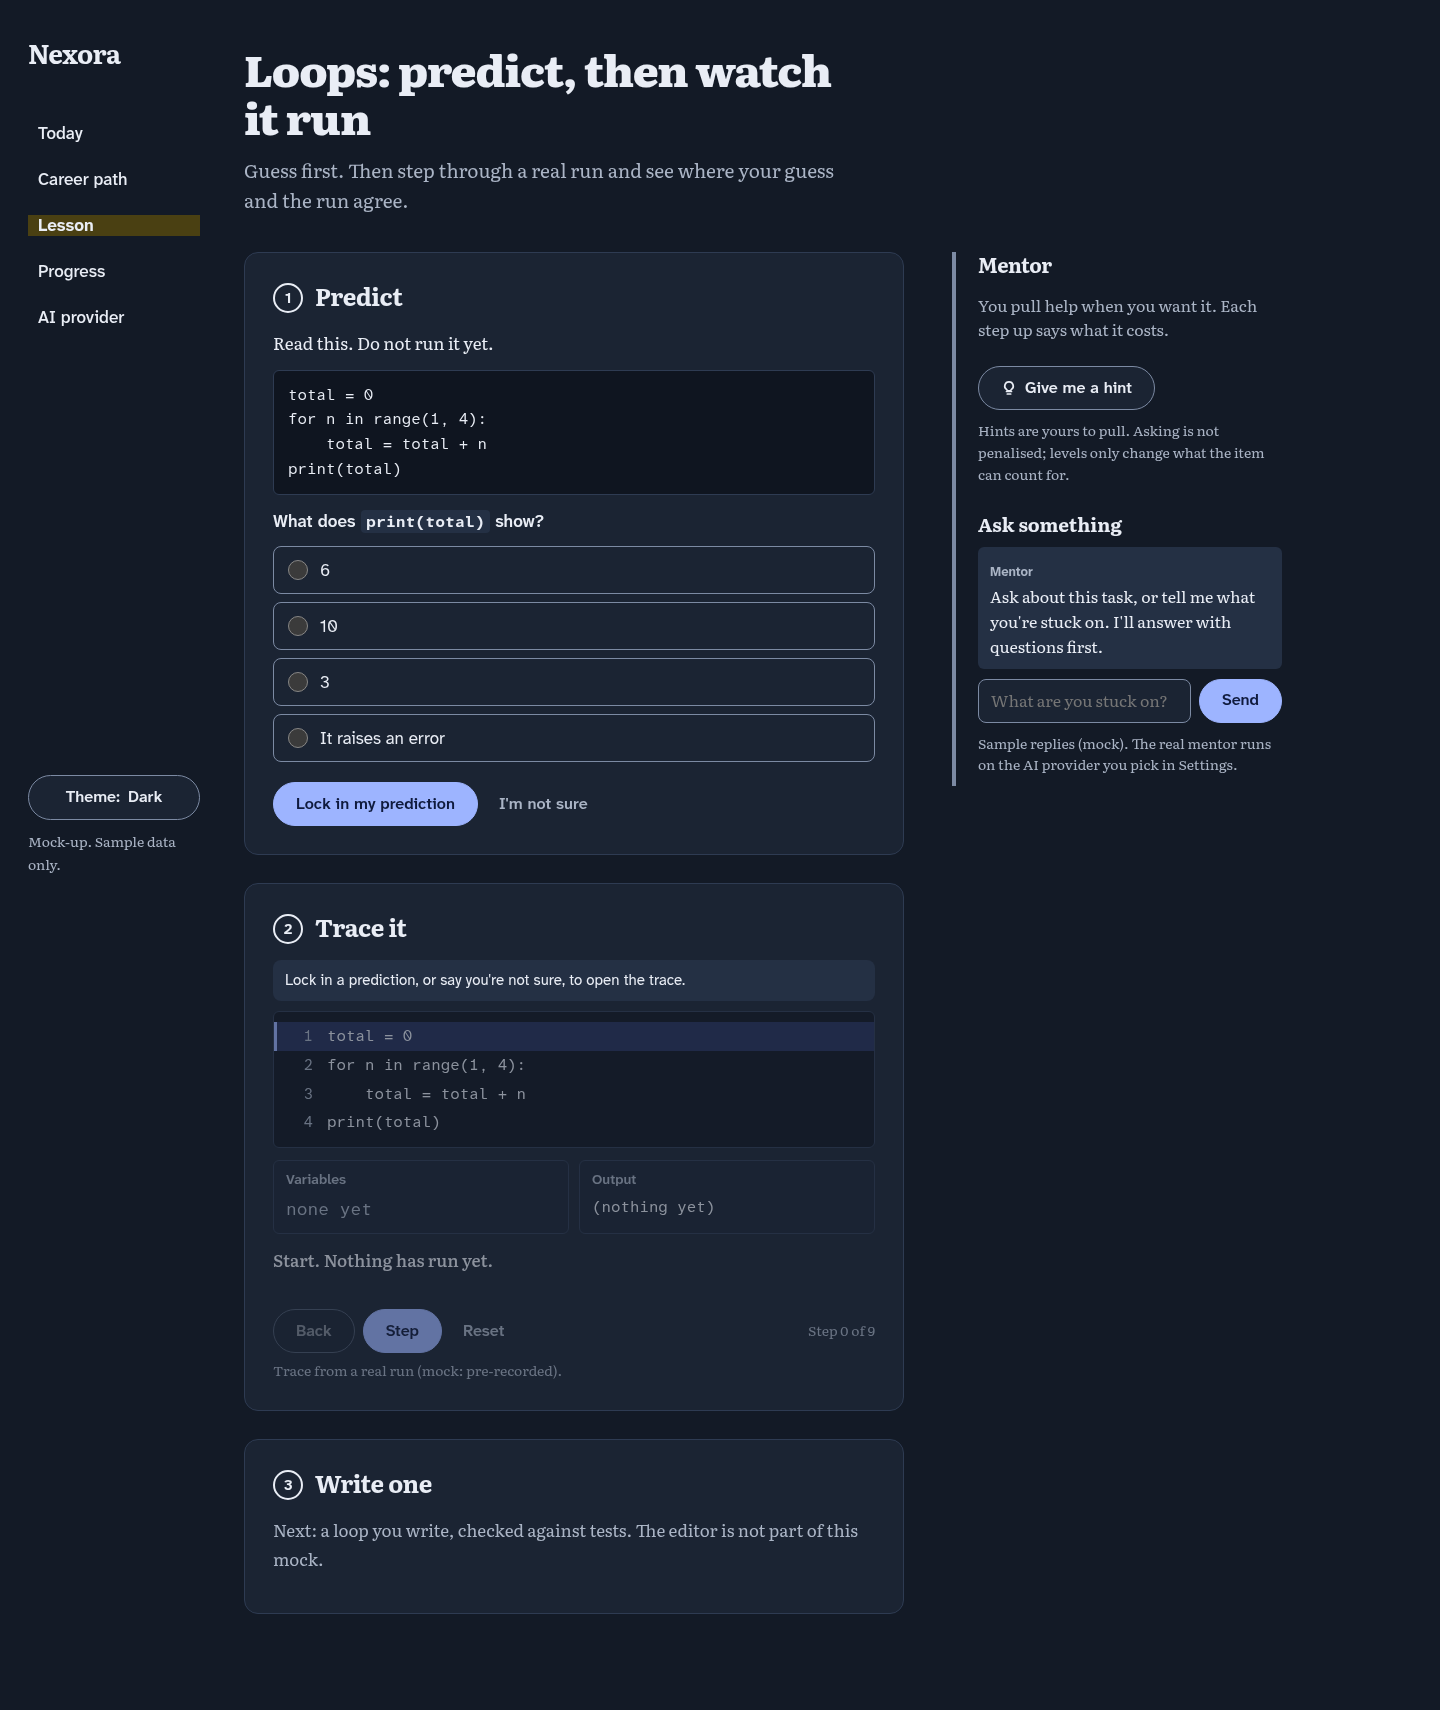 Nexora
Today
Career path
Lesson
Progress
AI provider
Theme: Dark
Mock-up. Sample data
only.
Loops: predict, then watch
it run
Guess first. Then step through a real run and see where your guess
and the run agree.
1 Predict
Read this. Do not run it yet.
total = 0
for n in range(1, 4):
    total = total + n
print(total)
What does print(total) show?
6
10
3
It raises an error
Lock in my prediction I'm not sure
2 Trace it
Lock in a prediction, or say you're not sure, to open the trace.
1 total = 0
2 for n in range(1, 4):
3     total = total + n
4 print(total)
Variables
none yet
Output
(nothing yet)
Start. Nothing has run yet.
Back Step Reset Step 0 of 9
Trace from a real run (mock: pre-recorded).
3 Write one
Next: a loop you write, checked against tests. The editor is not part of this
mock.
Mentor
You pull help when you want it. Each
step up says what it costs.
Give me a hint
Hints are yours to pull. Asking is not
penalised; levels only change what the item
can count for.
Ask something
Mentor
Ask about this task, or tell me what
you're stuck on. I'll answer with
questions first.
What are you stuck on? Send
Sample replies (mock). The real mentor runs
on the AI provider you pick in Settings.